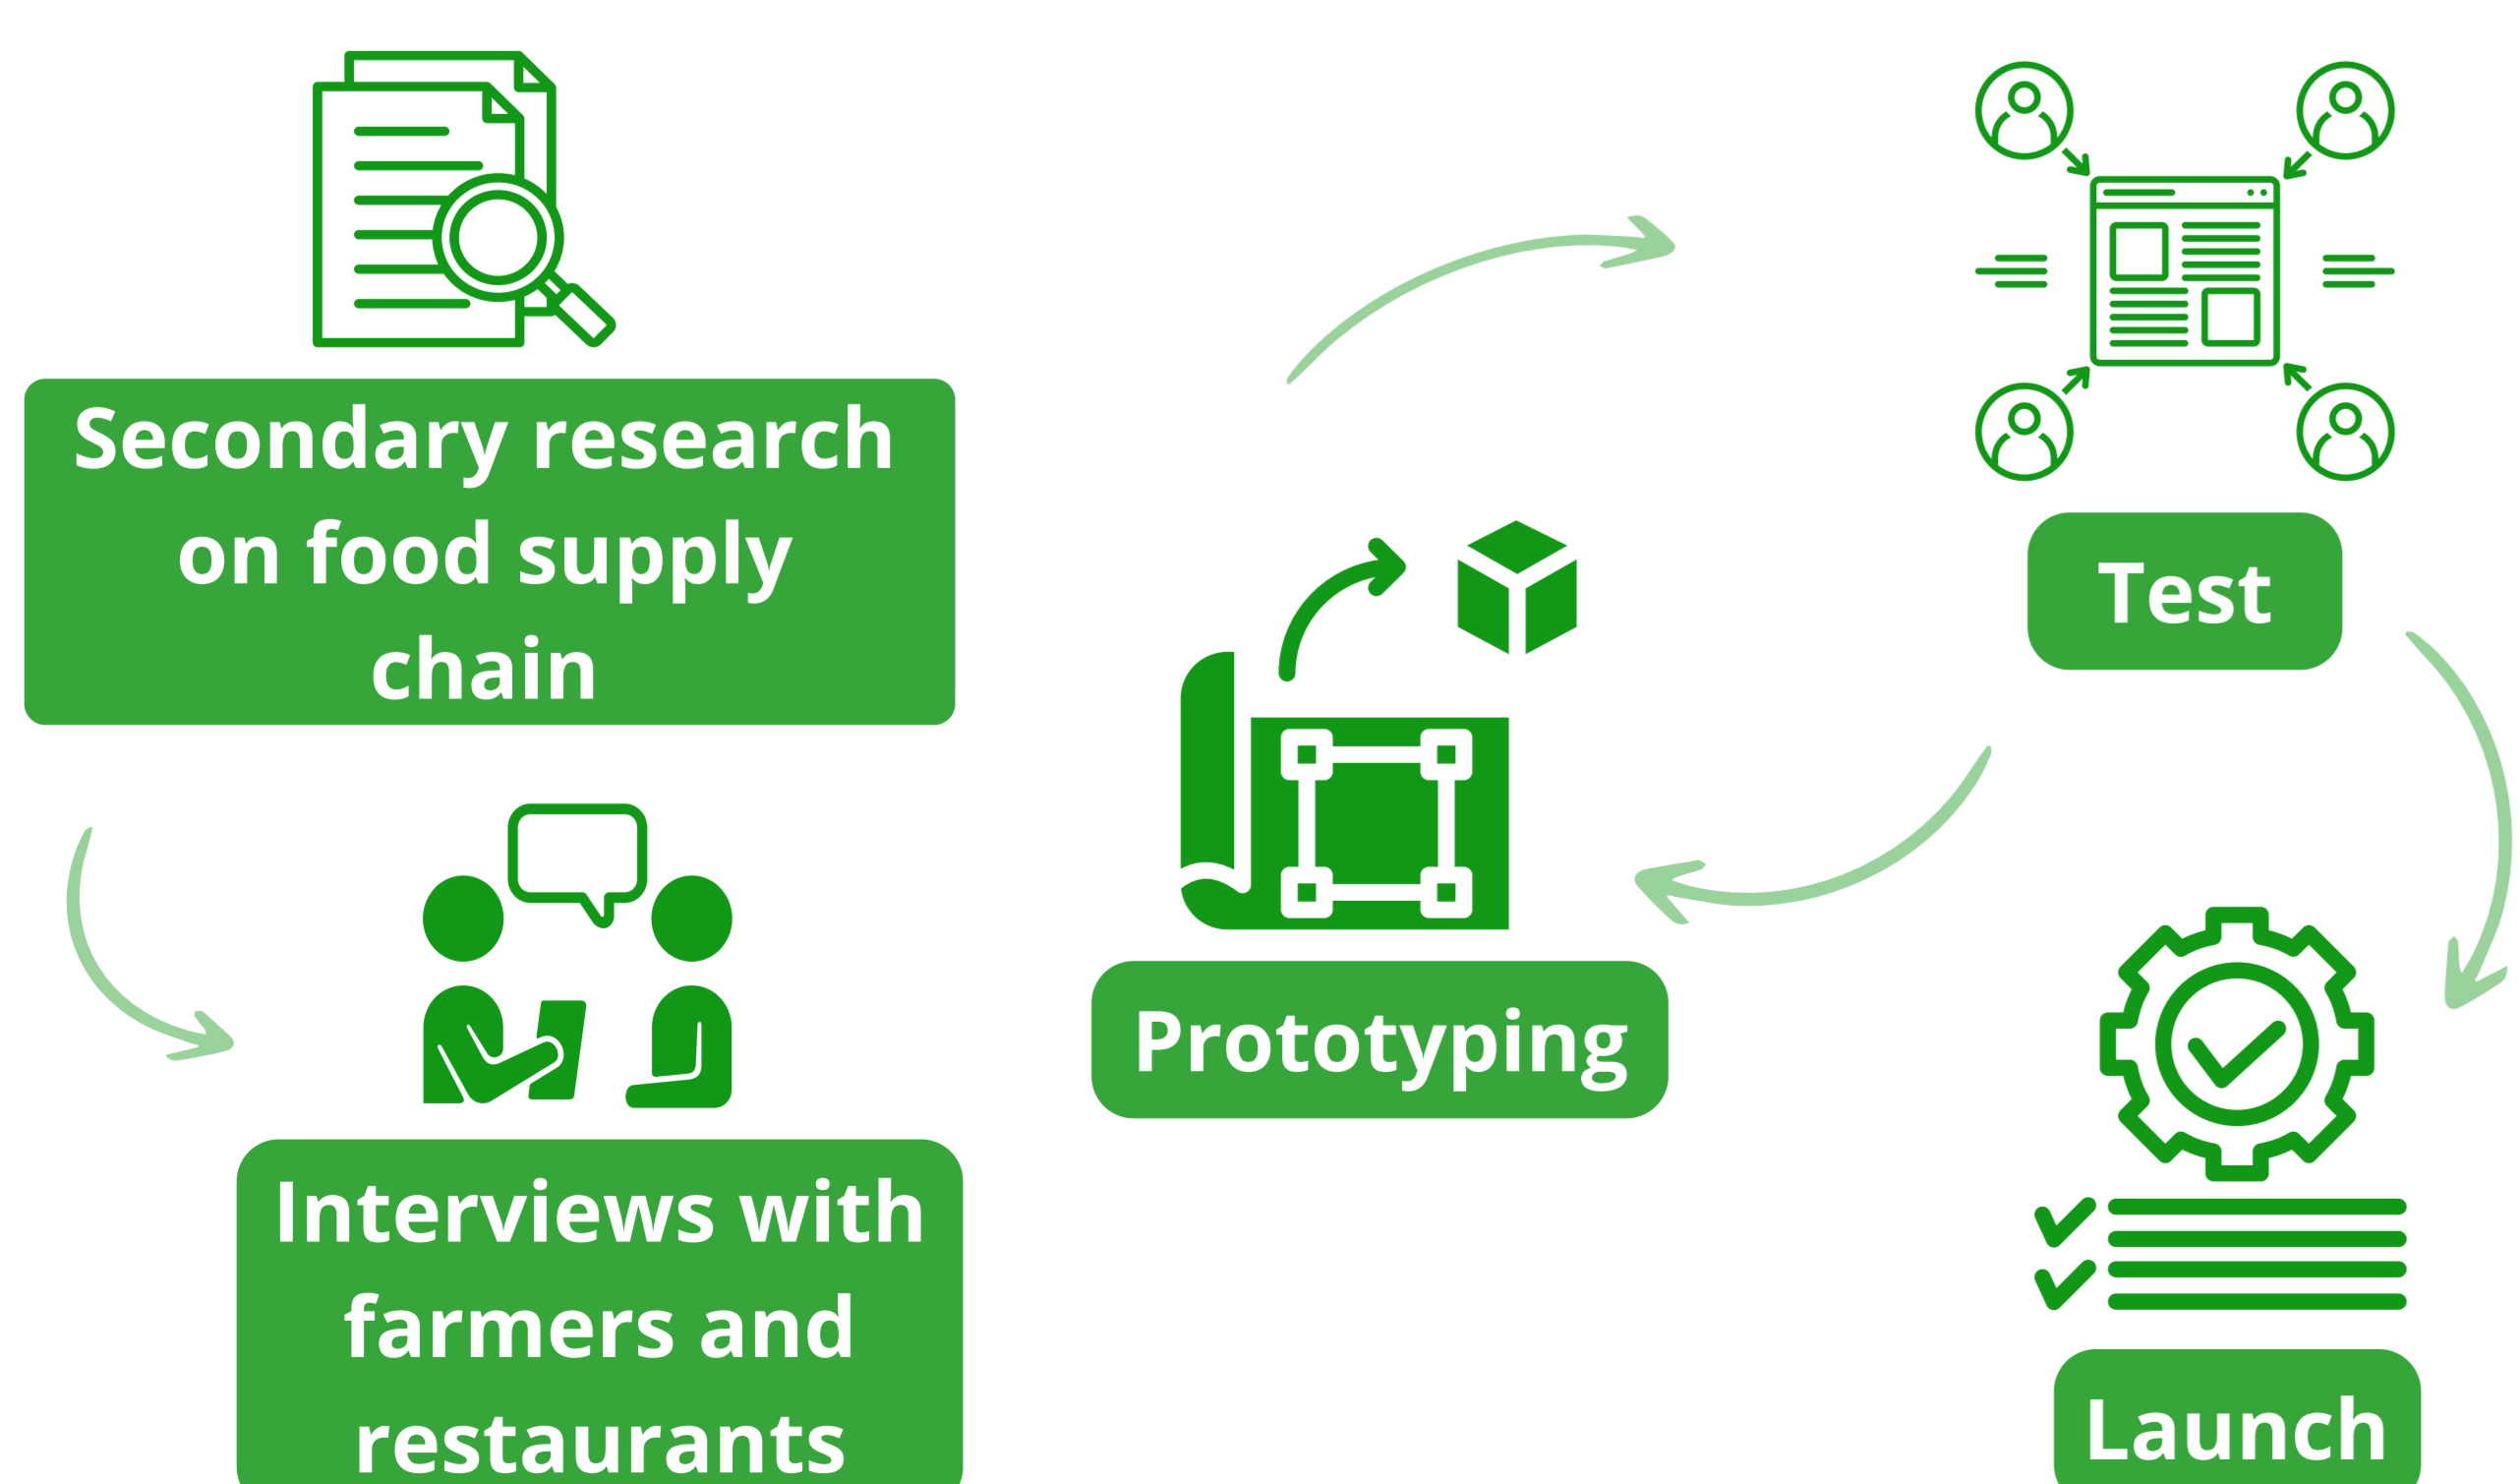 Secondary research
on food supply
chain
Interviews with
farmers and
restaurants
Prototyping
Test
Launch